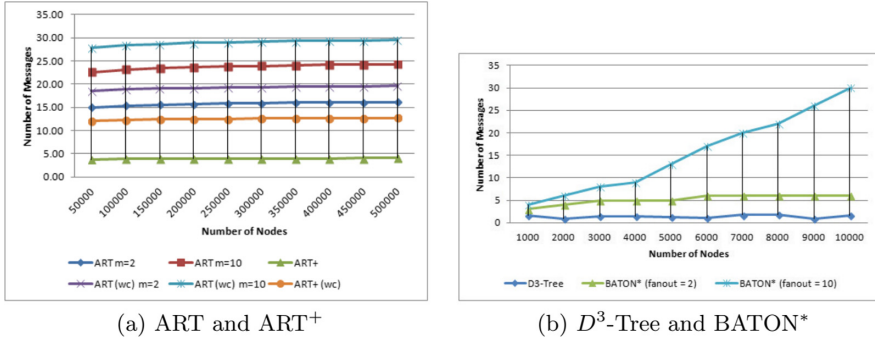 35.00
30.00
25.00
20.00
15.00
10.00
5.00
0.00
Number of Messages
50000
100000
150000
200000
250000
300000
350000
400000
450000
500000
Number of Nodes
ART m=2
ART m=10
ART+
ART (wc) m=2
ART (wc) m=10
ART+ (wc)
(a) ART and ART⁺
35
30
25
20
15
10
5
0
Number of Messages
1000 2000 3000 4000 5000 6000 7000 8000 9000 10000
Number of Nodes
D3-Tree
BATON* (fanout = 2)
BATON* (fanout = 10)
(b) D³-Tree and BATON*